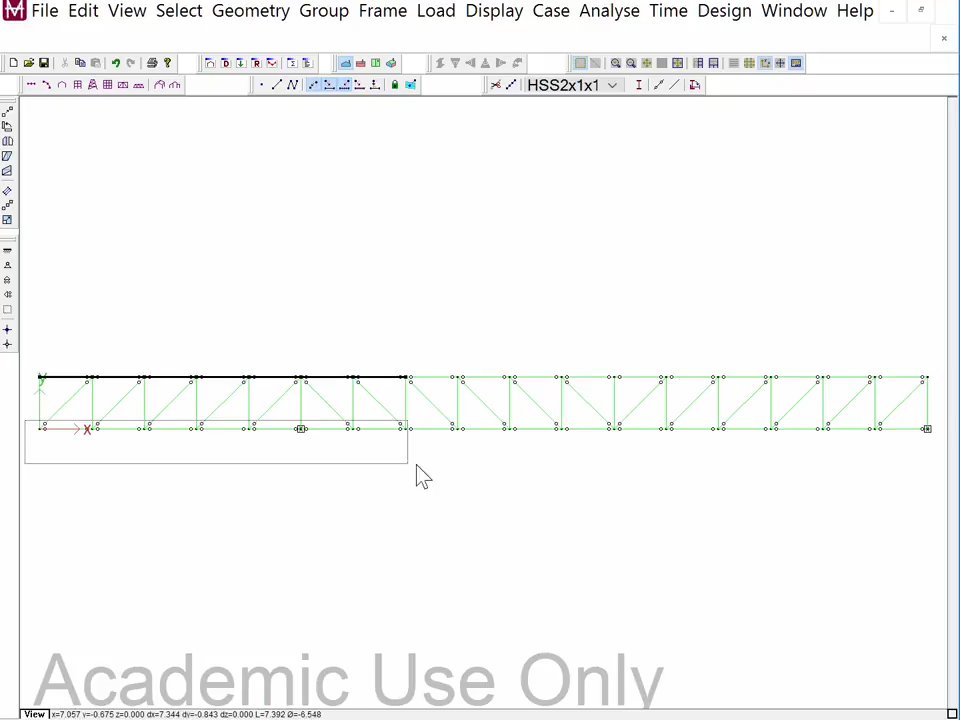 File Edit View Select Geometry Group Frame Load Display Case Analyse Time Design Window Help
HSS2x1x1
y
X
Academic Use Only
View x=7.057 y=-0.675 z=0.000 dx=7.344 dy=-0.843 dz=0.000 L=7.392 Ø=-6.548